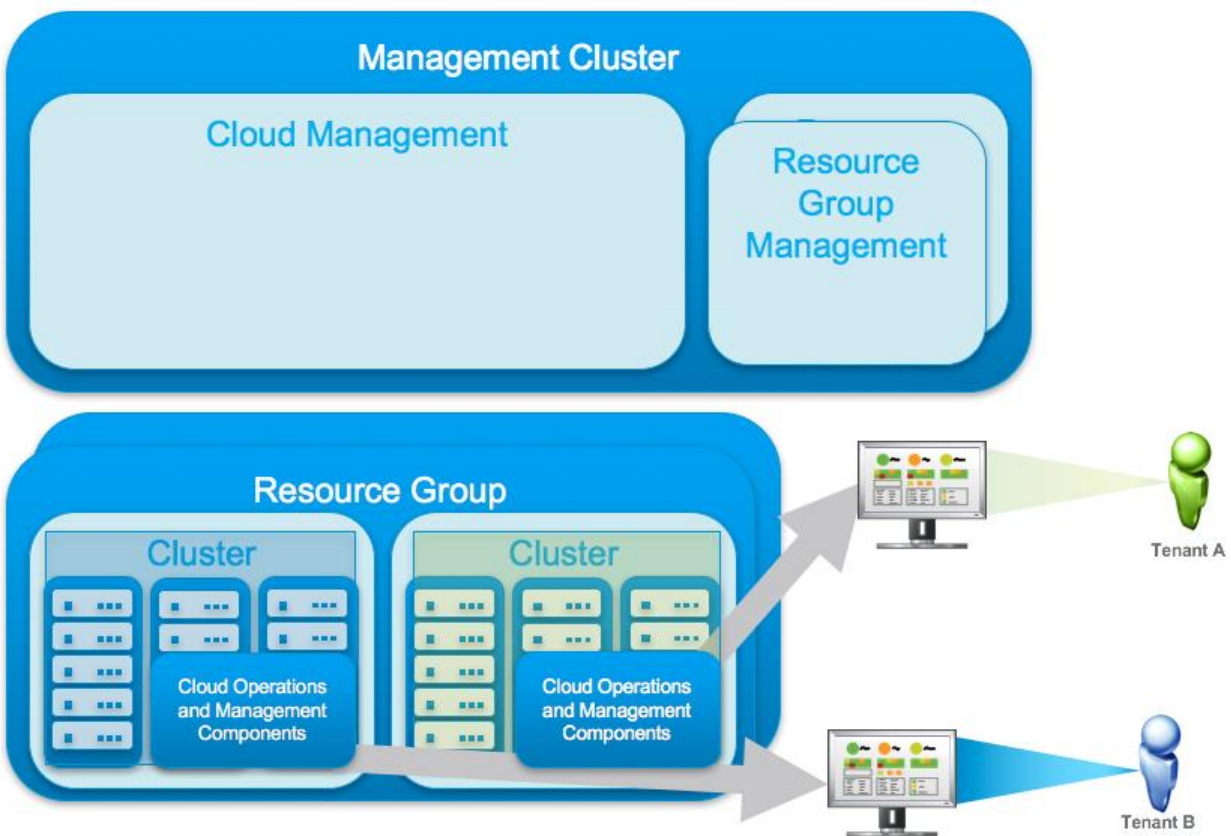 Management Cluster
Cloud Management
Resource
Group
Management
Resource Group
Cluster
Cluster
Cloud Operations
and Management
Components
Cloud Operations
and Management
Components
Tenant A
Tenant B